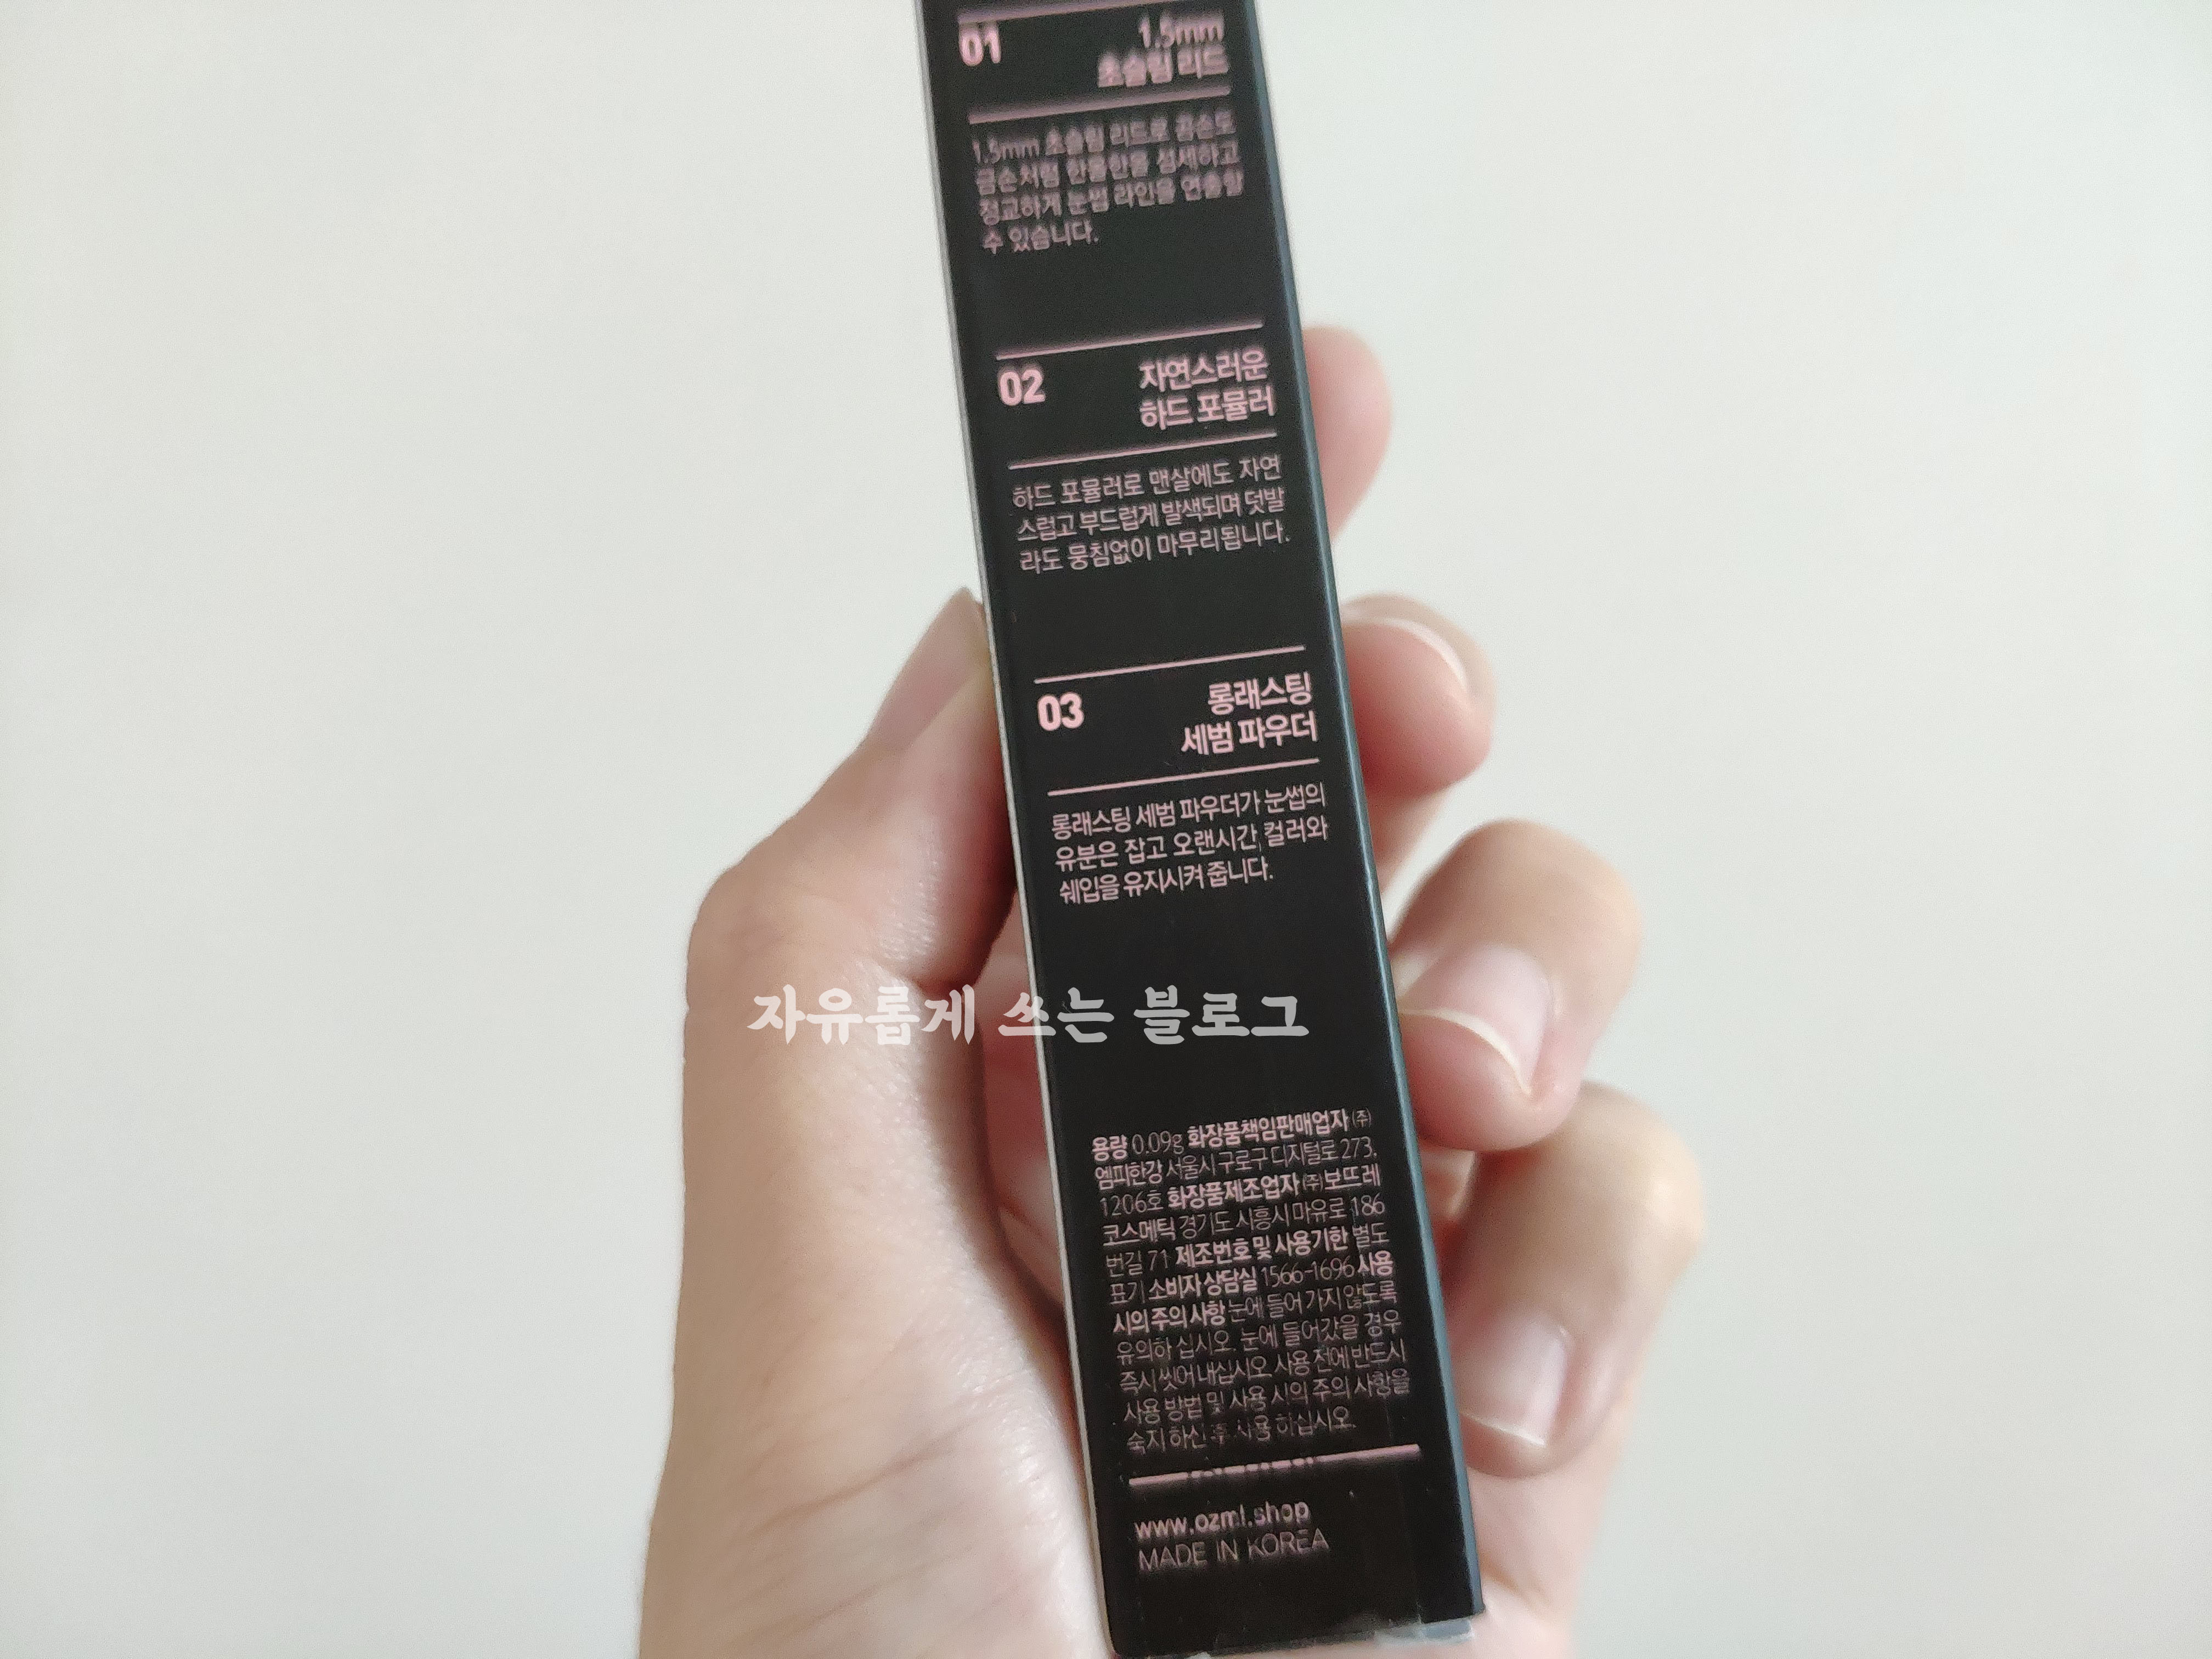 01
1.5mm
초슬림 리드
1.5mm 초슬림 리드로 곰손도
금손처럼 한올한올 섬세하고
정교하게 눈썹 라인을 연출할
수 있습니다.
02
자연스러운
하드 포뮬러
하드 포뮬러로 맨살에도 자연
스럽고 부드럽게 발색되며 덧발
라도 뭉침없이 마무리됩니다.
03
롱래스팅
세범 파우더
롱래스팅 세범 파우더가 눈썹의
유분은 잡고 오랜시간 컬러와
쉐입을 유지시켜 줍니다.
자유롭게 쓰는 블로그
용량 0.09g 화장품책임판매업자 ㈜
엠피한강 서울시 구로구 디지털로 273,
1206호 화장품제조업자 ㈜보뜨레
코스메틱 경기도 시흥시 마유로 186
번길 71 제조번호 및 사용기한 별도
표기 소비자 상담실 1566-1696 사용
시의 주의 사항 눈에 들어 가지 않도록
유의하 십시오. 눈에 들어갔을 경우
즉시 씻어 내십시오. 사용 전에 반드시
사용 방법 및 사용 시의 주의 사항을
숙지 하신 후 사용 하십시오.
www.ozml.shop
MADE IN KOREA